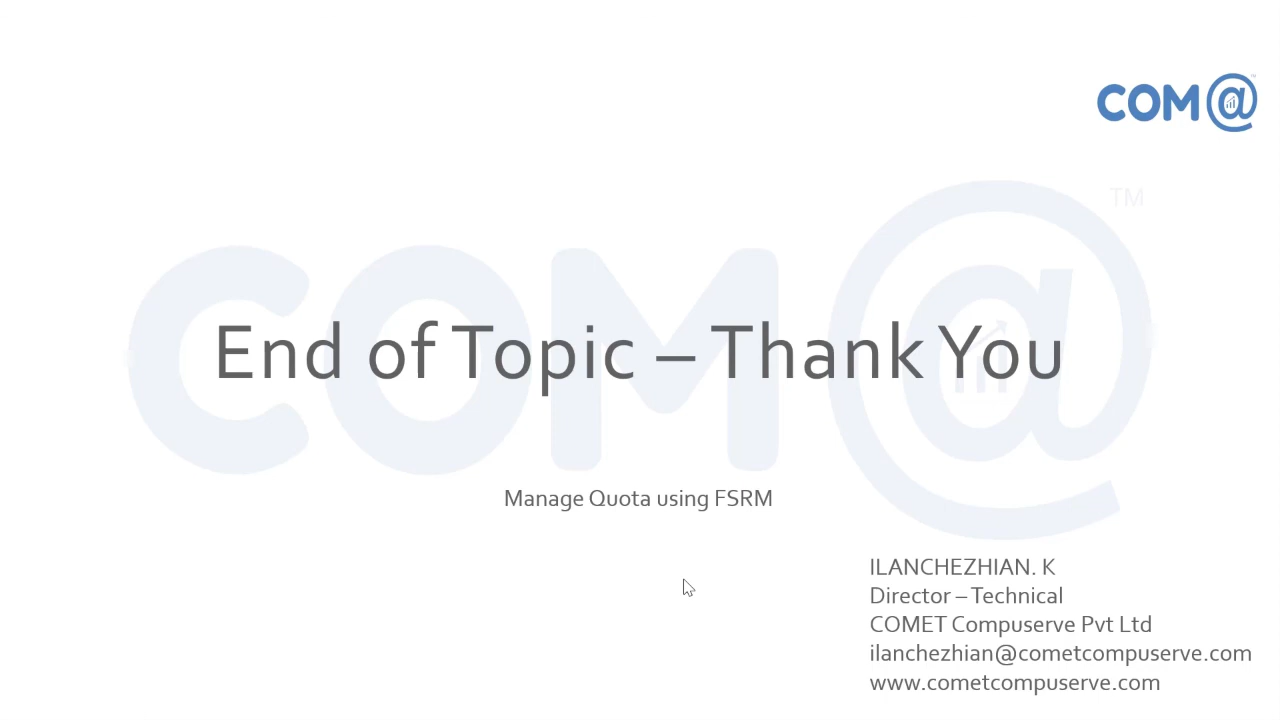 COM@
TM
COM@
End of Topic – Thank You
Manage Quota using FSRM
ILANCHEZHIAN. K
Director – Technical
COMET Compuserve Pvt Ltd
ilanchezhian@cometcompuserve.com
www.cometcompuserve.com